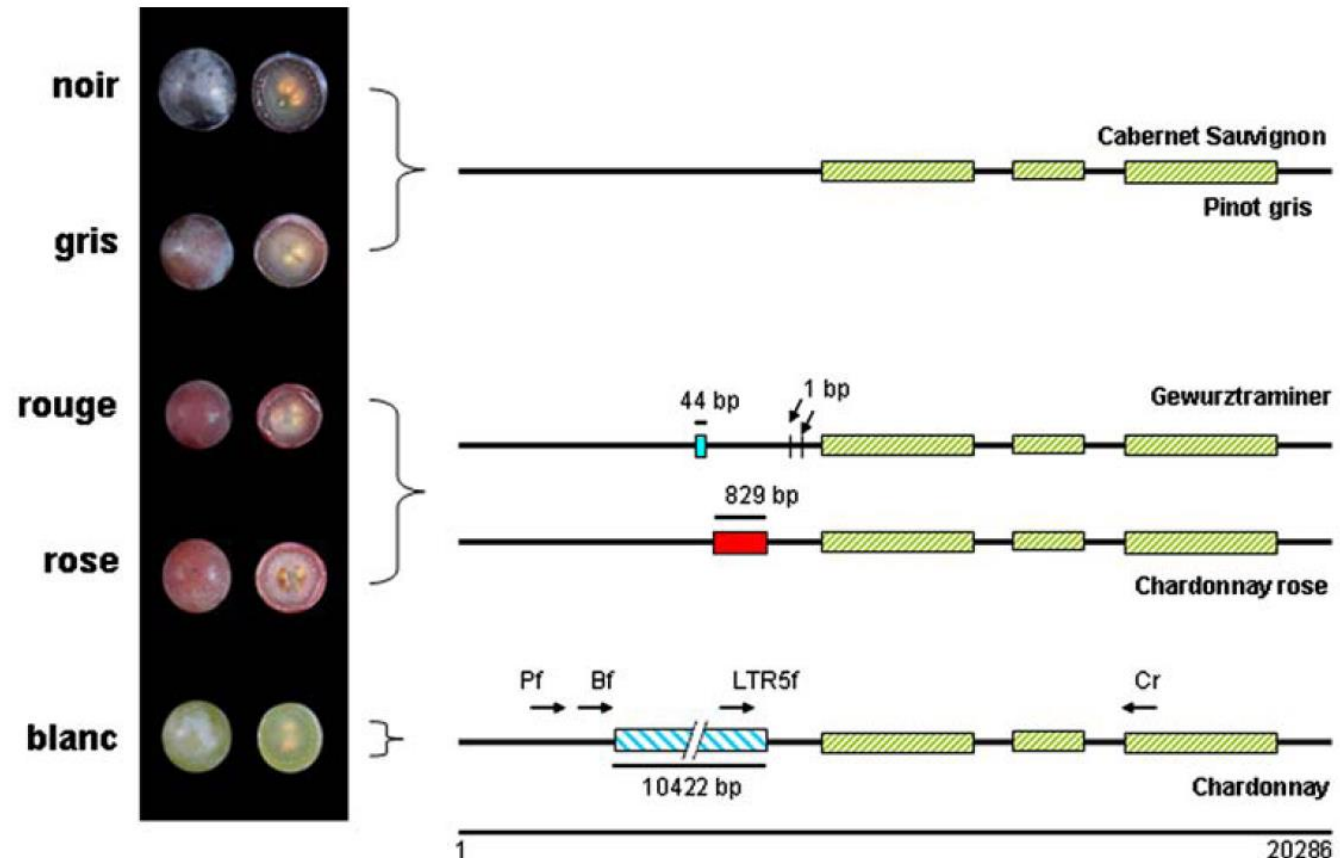 noir
gris
rouge
rose
blanc
Cabernet Sauvignon
Pinot gris
44 bp
1 bp
Gewurztraminer
829 bp
Chardonnay rose
Pf
Bf
LTR5f
Cr
10422 bp
Chardonnay
1
20286